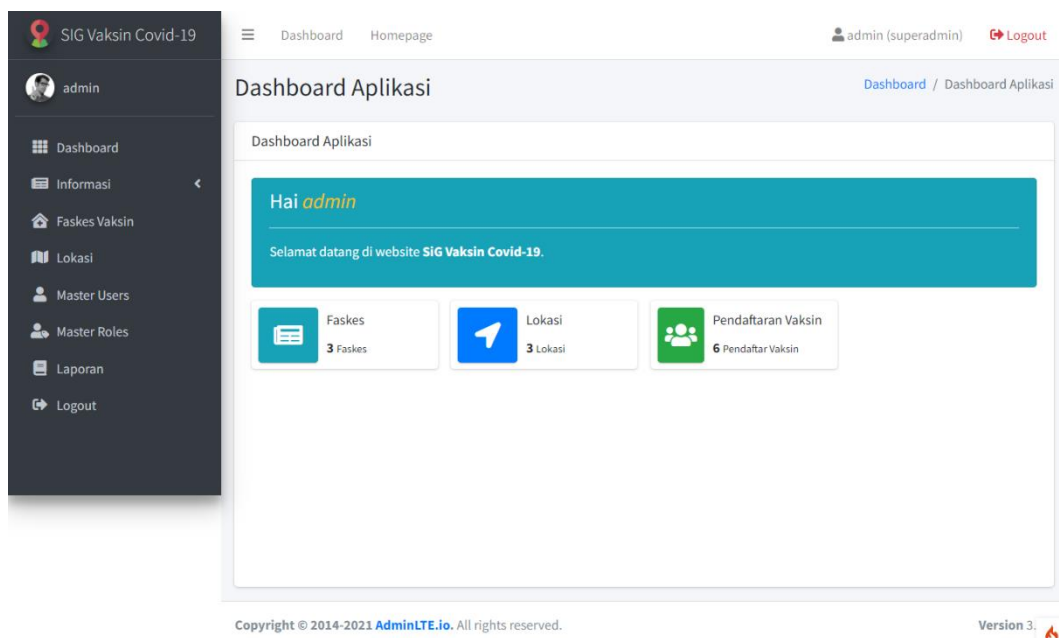 SIG Vaksin Covid-19
Dashboard Homepage
admin (superadmin) Logout
admin
Dashboard
Informasi
Faskes Vaksin
Lokasi
Master Users
Master Roles
Laporan
Logout
Dashboard Aplikasi
Dashboard / Dashboard Aplikasi
Dashboard Aplikasi
Hai admin
Selamat datang di website SiG Vaksin Covid-19.
Faskes
3 Faskes
Lokasi
3 Lokasi
Pendaftaran Vaksin
6 Pendaftar Vaksin
Copyright © 2014-2021 AdminLTE.io. All rights reserved.
Version 3.